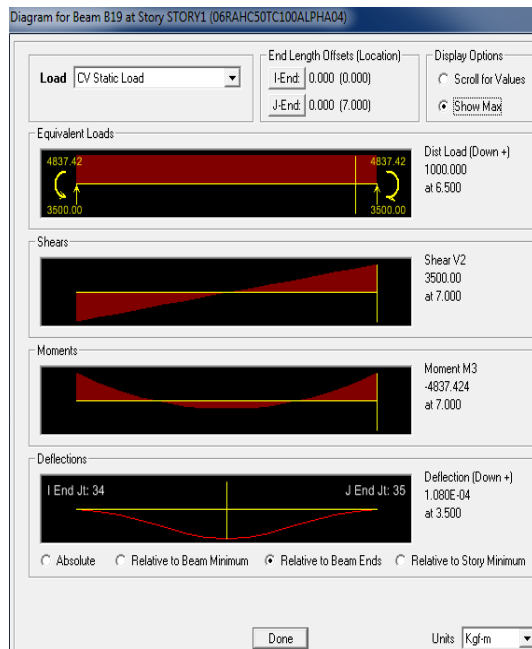 Diagram for Beam B19 at Story STORY1 (06RAHC50TC100ALPHA04)
Load CV Static Load
End Length Offsets (Location)
I-End: 0.000 (0.000)
J-End: 0.000 (7.000)
Display Options
Scroll for Values
Show Max
Equivalent Loads
4837.42 4837.42
3500.00 3500.00
Dist Load (Down +)
1000.000
at 6.500
Shears
Shear V2
3500.00
at 7.000
Moments
Moment M3
-4837.424
at 7.000
Deflections
I End Jt: 34 J End Jt: 35
Deflection (Down +)
1.080E-04
at 3.500
Absolute Relative to Beam Minimum Relative to Beam Ends Relative to Story Minimum
Done Units Kgf-m